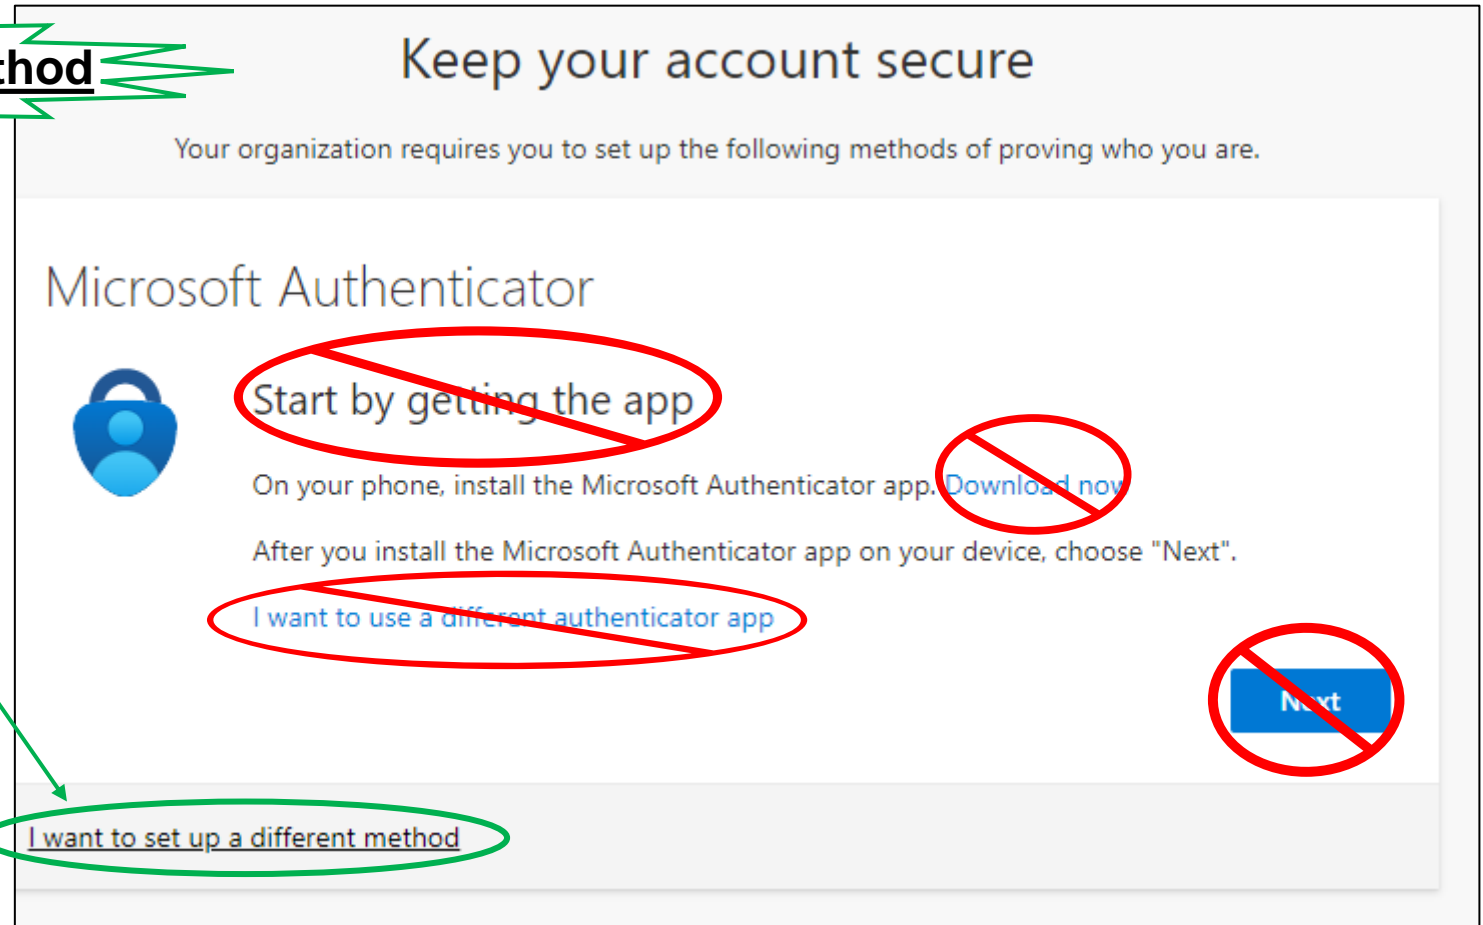 thod
Keep your account secure
Your organization requires you to set up the following methods of proving who you are.
Microsoft Authenticator
Start by getting the app
On your phone, install the Microsoft Authenticator app. Download now
After you install the Microsoft Authenticator app on your device, choose "Next".
I want to use a different authenticator app
Next
I want to set up a different method